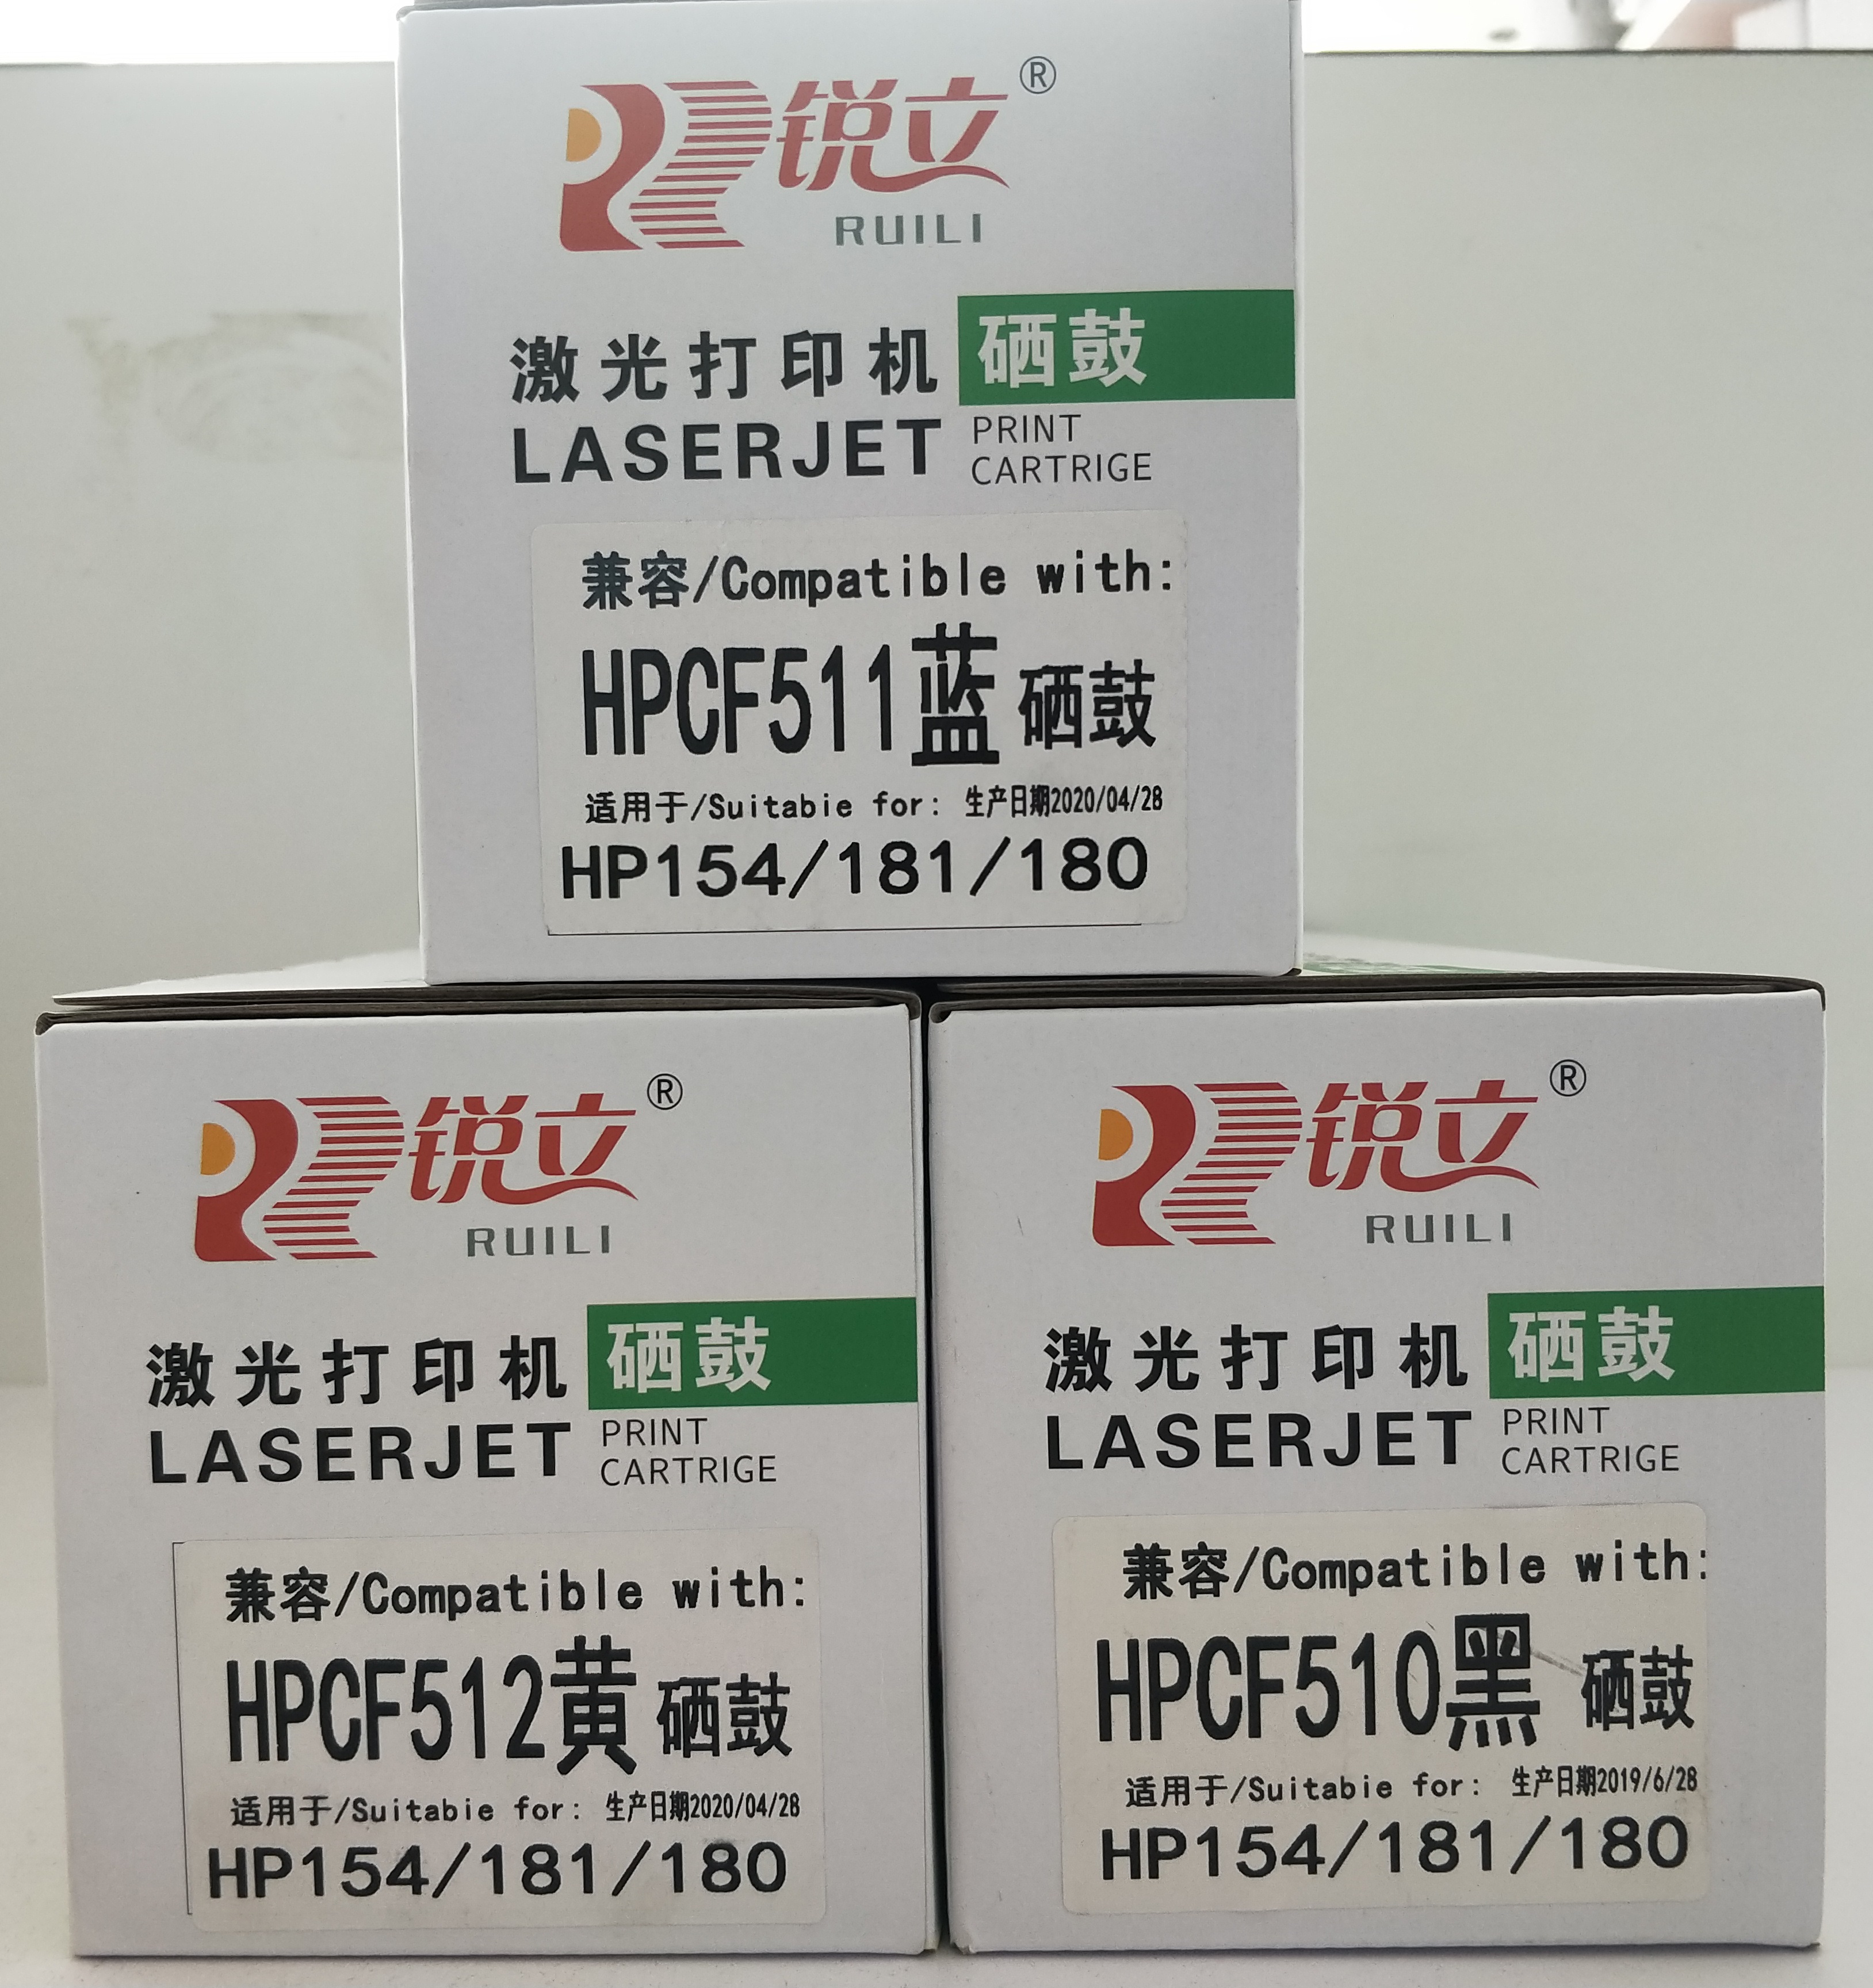 锐立®
RUILI
激光打印机 硒鼓
LASERJET PRINT
CARTRIGE
兼容/Compatible with:
HPCF511蓝 硒鼓
适用于/Suitabie for: 生产日期2020/04/28
HP154/181/180
锐立®
RUILI
激光打印机 硒鼓
LASERJET PRINT
CARTRIGE
兼容/Compatible with:
HPCF512黄 硒鼓
适用于/Suitabie for: 生产日期2020/04/28
HP154/181/180
锐立®
RUILI
激光打印机 硒鼓
LASERJET PRINT
CARTRIGE
兼容/Compatible with:
HPCF510黑 硒鼓
适用于/Suitabie for: 生产日期2019/6/28
HP154/181/180